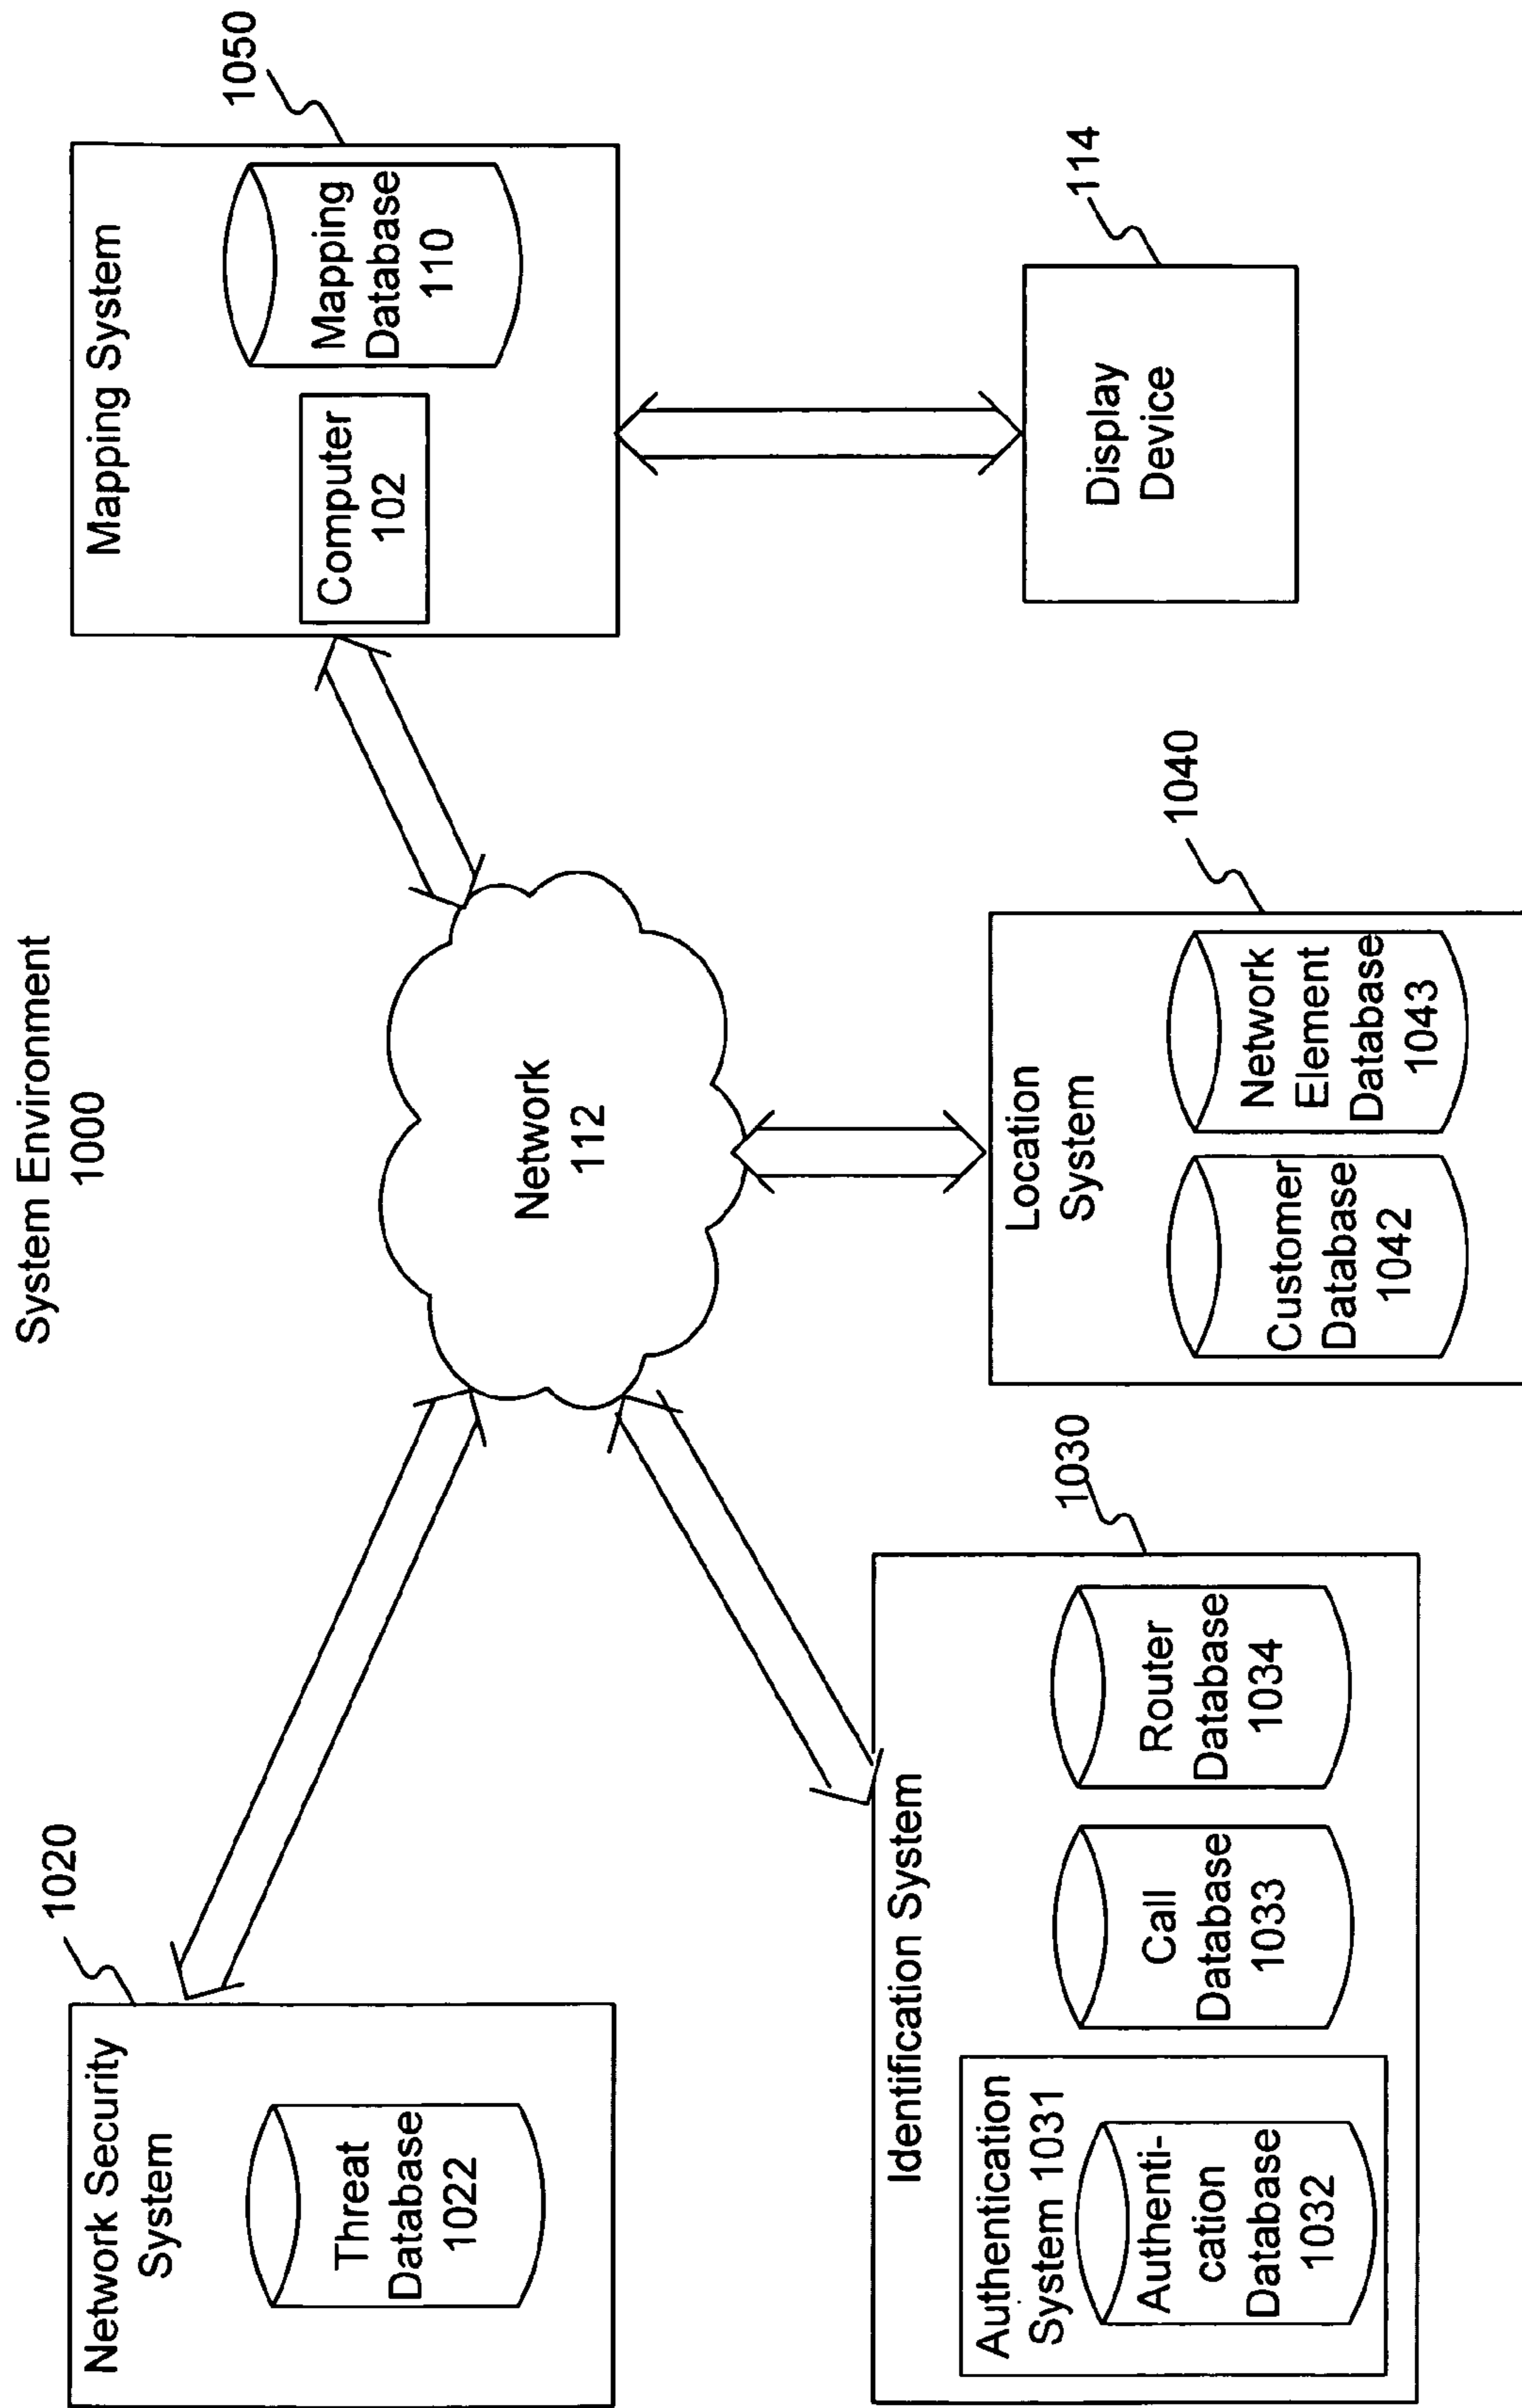 System Environment
1000
Network Security
System
1020
Threat
Database
1022
Mapping System
1050
Computer
102
Mapping
Database
110
Network
112
Identification System
1030
Authentication
System 1031
Authenti-
cation
Database
1032
Call
Database
1033
Router
Database
1034
Location
System
1040
Customer
Database
1042
Network
Element
Database
1043
Display
Device
114